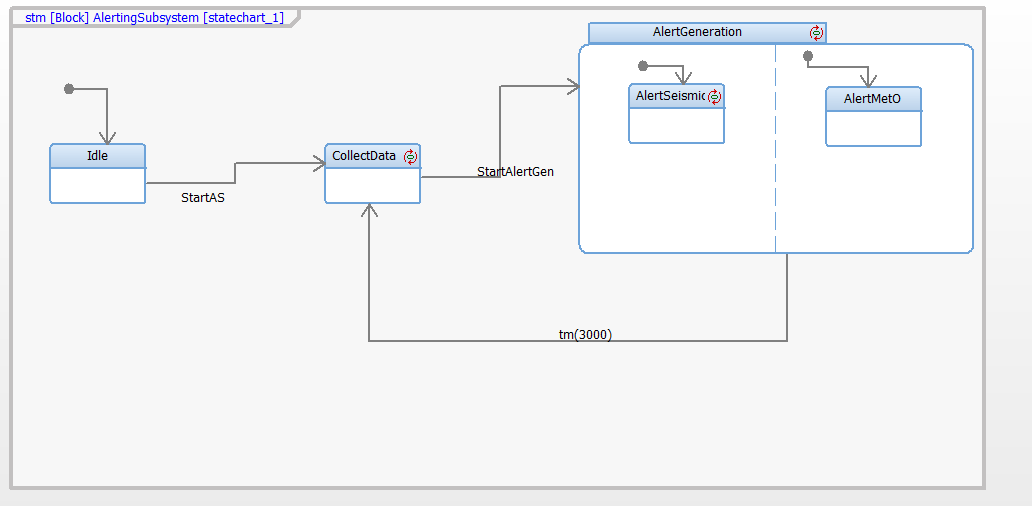 stm [Block] AlertingSubsystem [statechart_1]
AlertGeneration
AlertSeismic
AlertMetO
Idle
CollectData
StartAlertGen
StartAS
tm(3000)